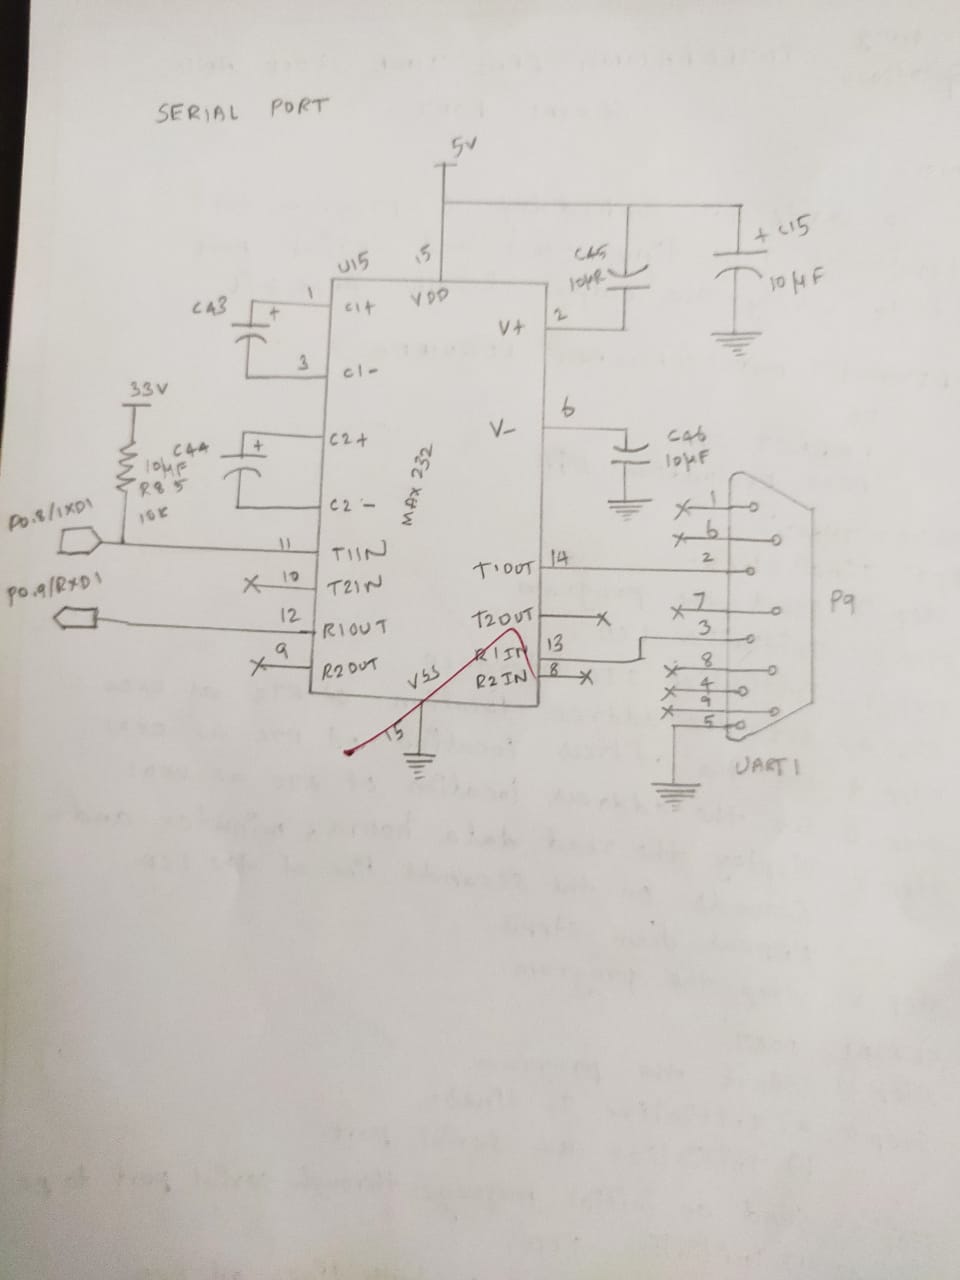 SERIAL PORT
5V
+ C15
10µF
C45
10µR
U15
15
VDD
C43
+
1
C1+
V+
2
3
C1-
33V
C44
10µF
+
C2+
V-
6
C46
10µF
R85
10K
C2-
MAX 232
P0.8/TXD1
11
T1IN
T1OUT
14
P0.9/RXD1
10
T2IN
T2OUT
12
R1OUT
R1IN
13
9
R2OUT
R2IN
8
VSS
15
1
6
2
7
3
8
4
9
5
P9
UART1